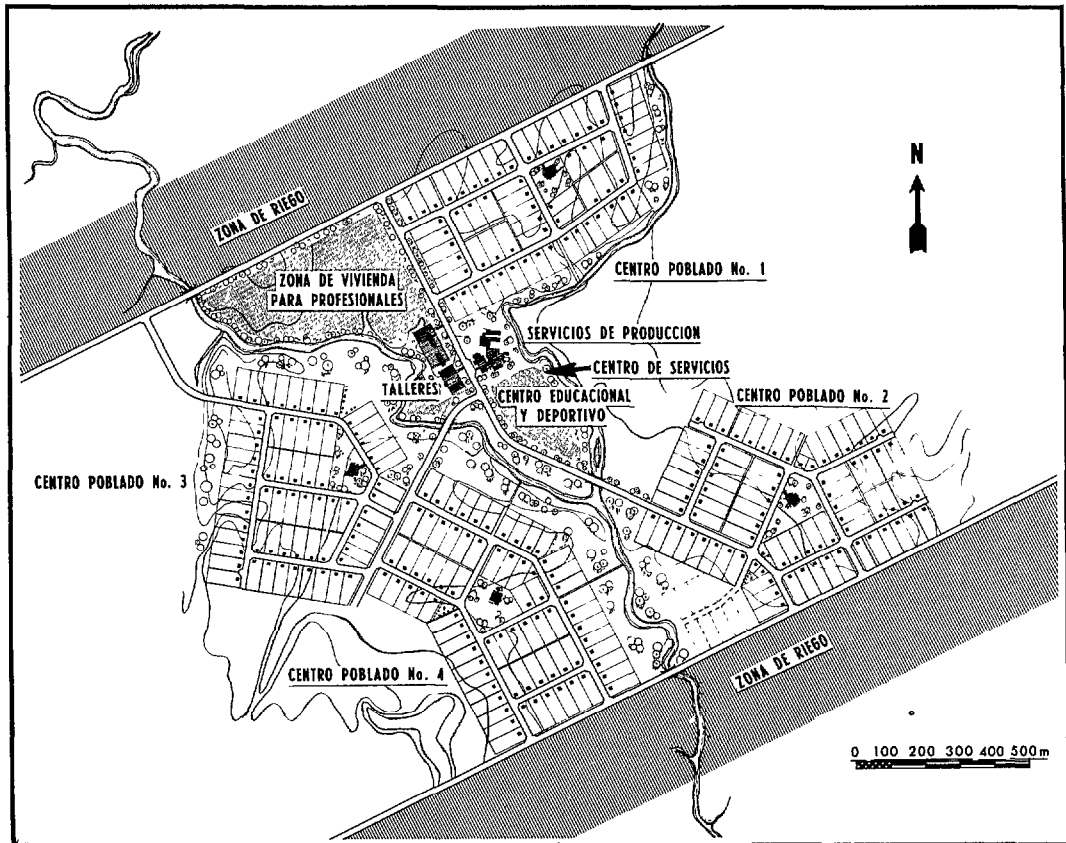 N
ZONA DE RIEGO
CENTRO POBLADO No. 1
ZONA DE VIVIENDA
PARA PROFESIONALES
SERVICIOS DE PRODUCCION
CENTRO DE SERVICIOS
TALLERES
CENTRO EDUCACIONAL
Y DEPORTIVO
CENTRO POBLADO No. 2
CENTRO POBLADO No. 3
CENTRO POBLADO No. 4
ZONA DE RIEGO
0 100 200 300 400 500m